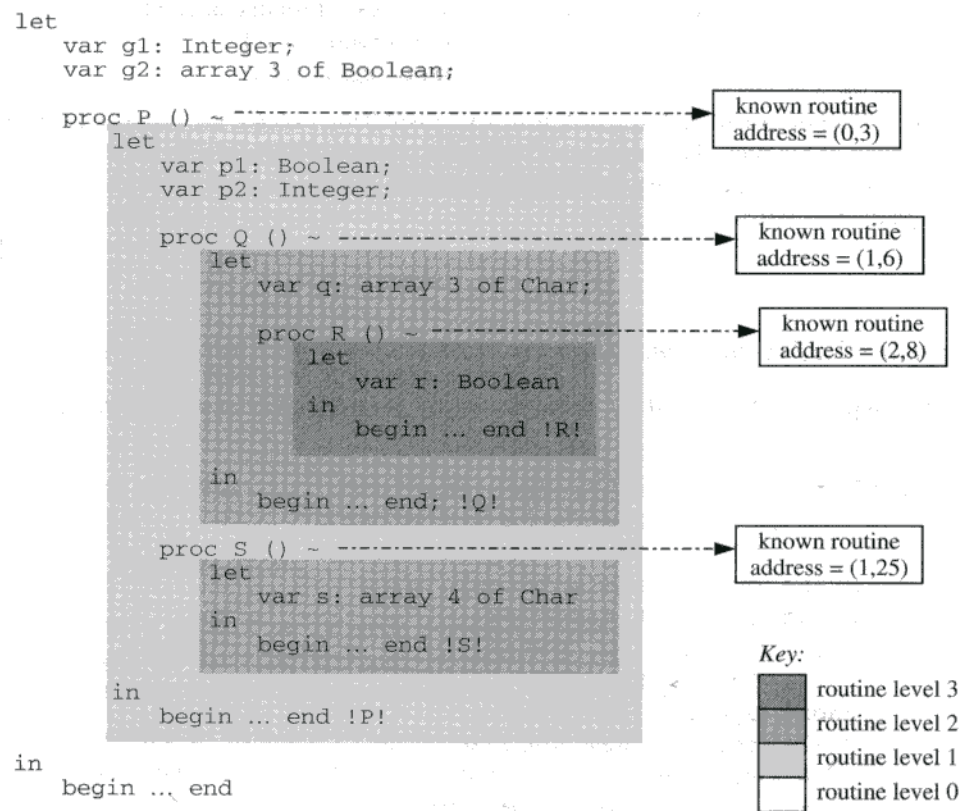 let
var g1: Integer;
var g2: array 3 of Boolean;
proc P () ~
known routine
address = (0,3)
let
var p1: Boolean;
var p2: Integer;
proc Q () ~
known routine
address = (1,6)
let
var q: array 3 of Char;
proc R () ~
known routine
address = (2,8)
let
var r: Boolean
in
begin ... end !R!
in
begin ... end; !Q!
proc S () ~
known routine
address = (1,25)
let
var s: array 4 of Char
in
begin ... end !S!
in
begin ... end !P!
in
begin ... end
Key:
routine level 3
routine level 2
routine level 1
routine level 0